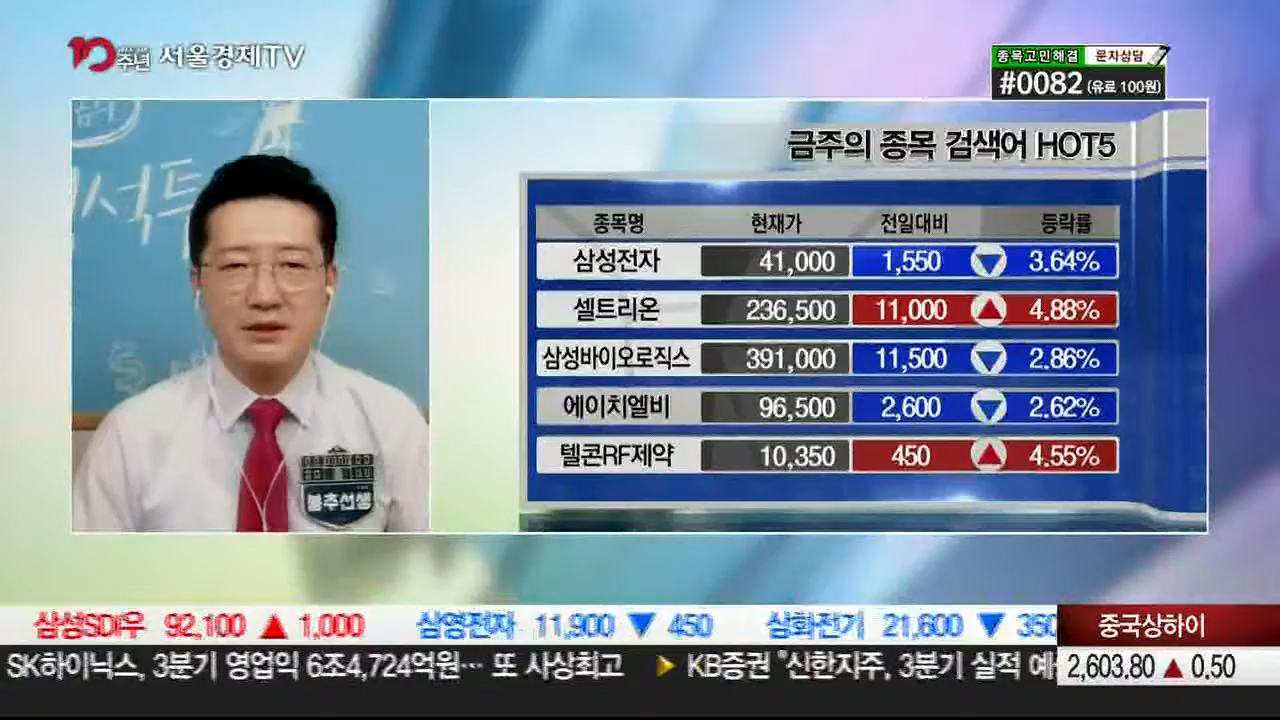 10주년 서울경제TV
종목고민해결 문자상담
#0082 (유료 100원)
석투
금주의 종목 검색어 HOT5
종목명 현재가 전일대비 등락률
삼성전자 41,000 1,550 ▼ 3.64%
셀트리온 236,500 11,000 ▲ 4.88%
삼성바이오로직스 391,000 11,500 ▼ 2.86%
에이치엘비 96,500 2,600 ▼ 2.62%
텔콘RF제약 10,350 450 ▲ 4.55%
불추선생
삼성SDI우 92,100 ▲ 1,000 삼영전자 11,900 ▼ 450 삼화전기 21,600 ▼ 350
중국상하이
SK하이닉스, 3분기 영업익 6조4,724억원… 또 사상최고 ▶ KB증권 "신한지주, 3분기 실적
2,603.80 ▲ 0.50